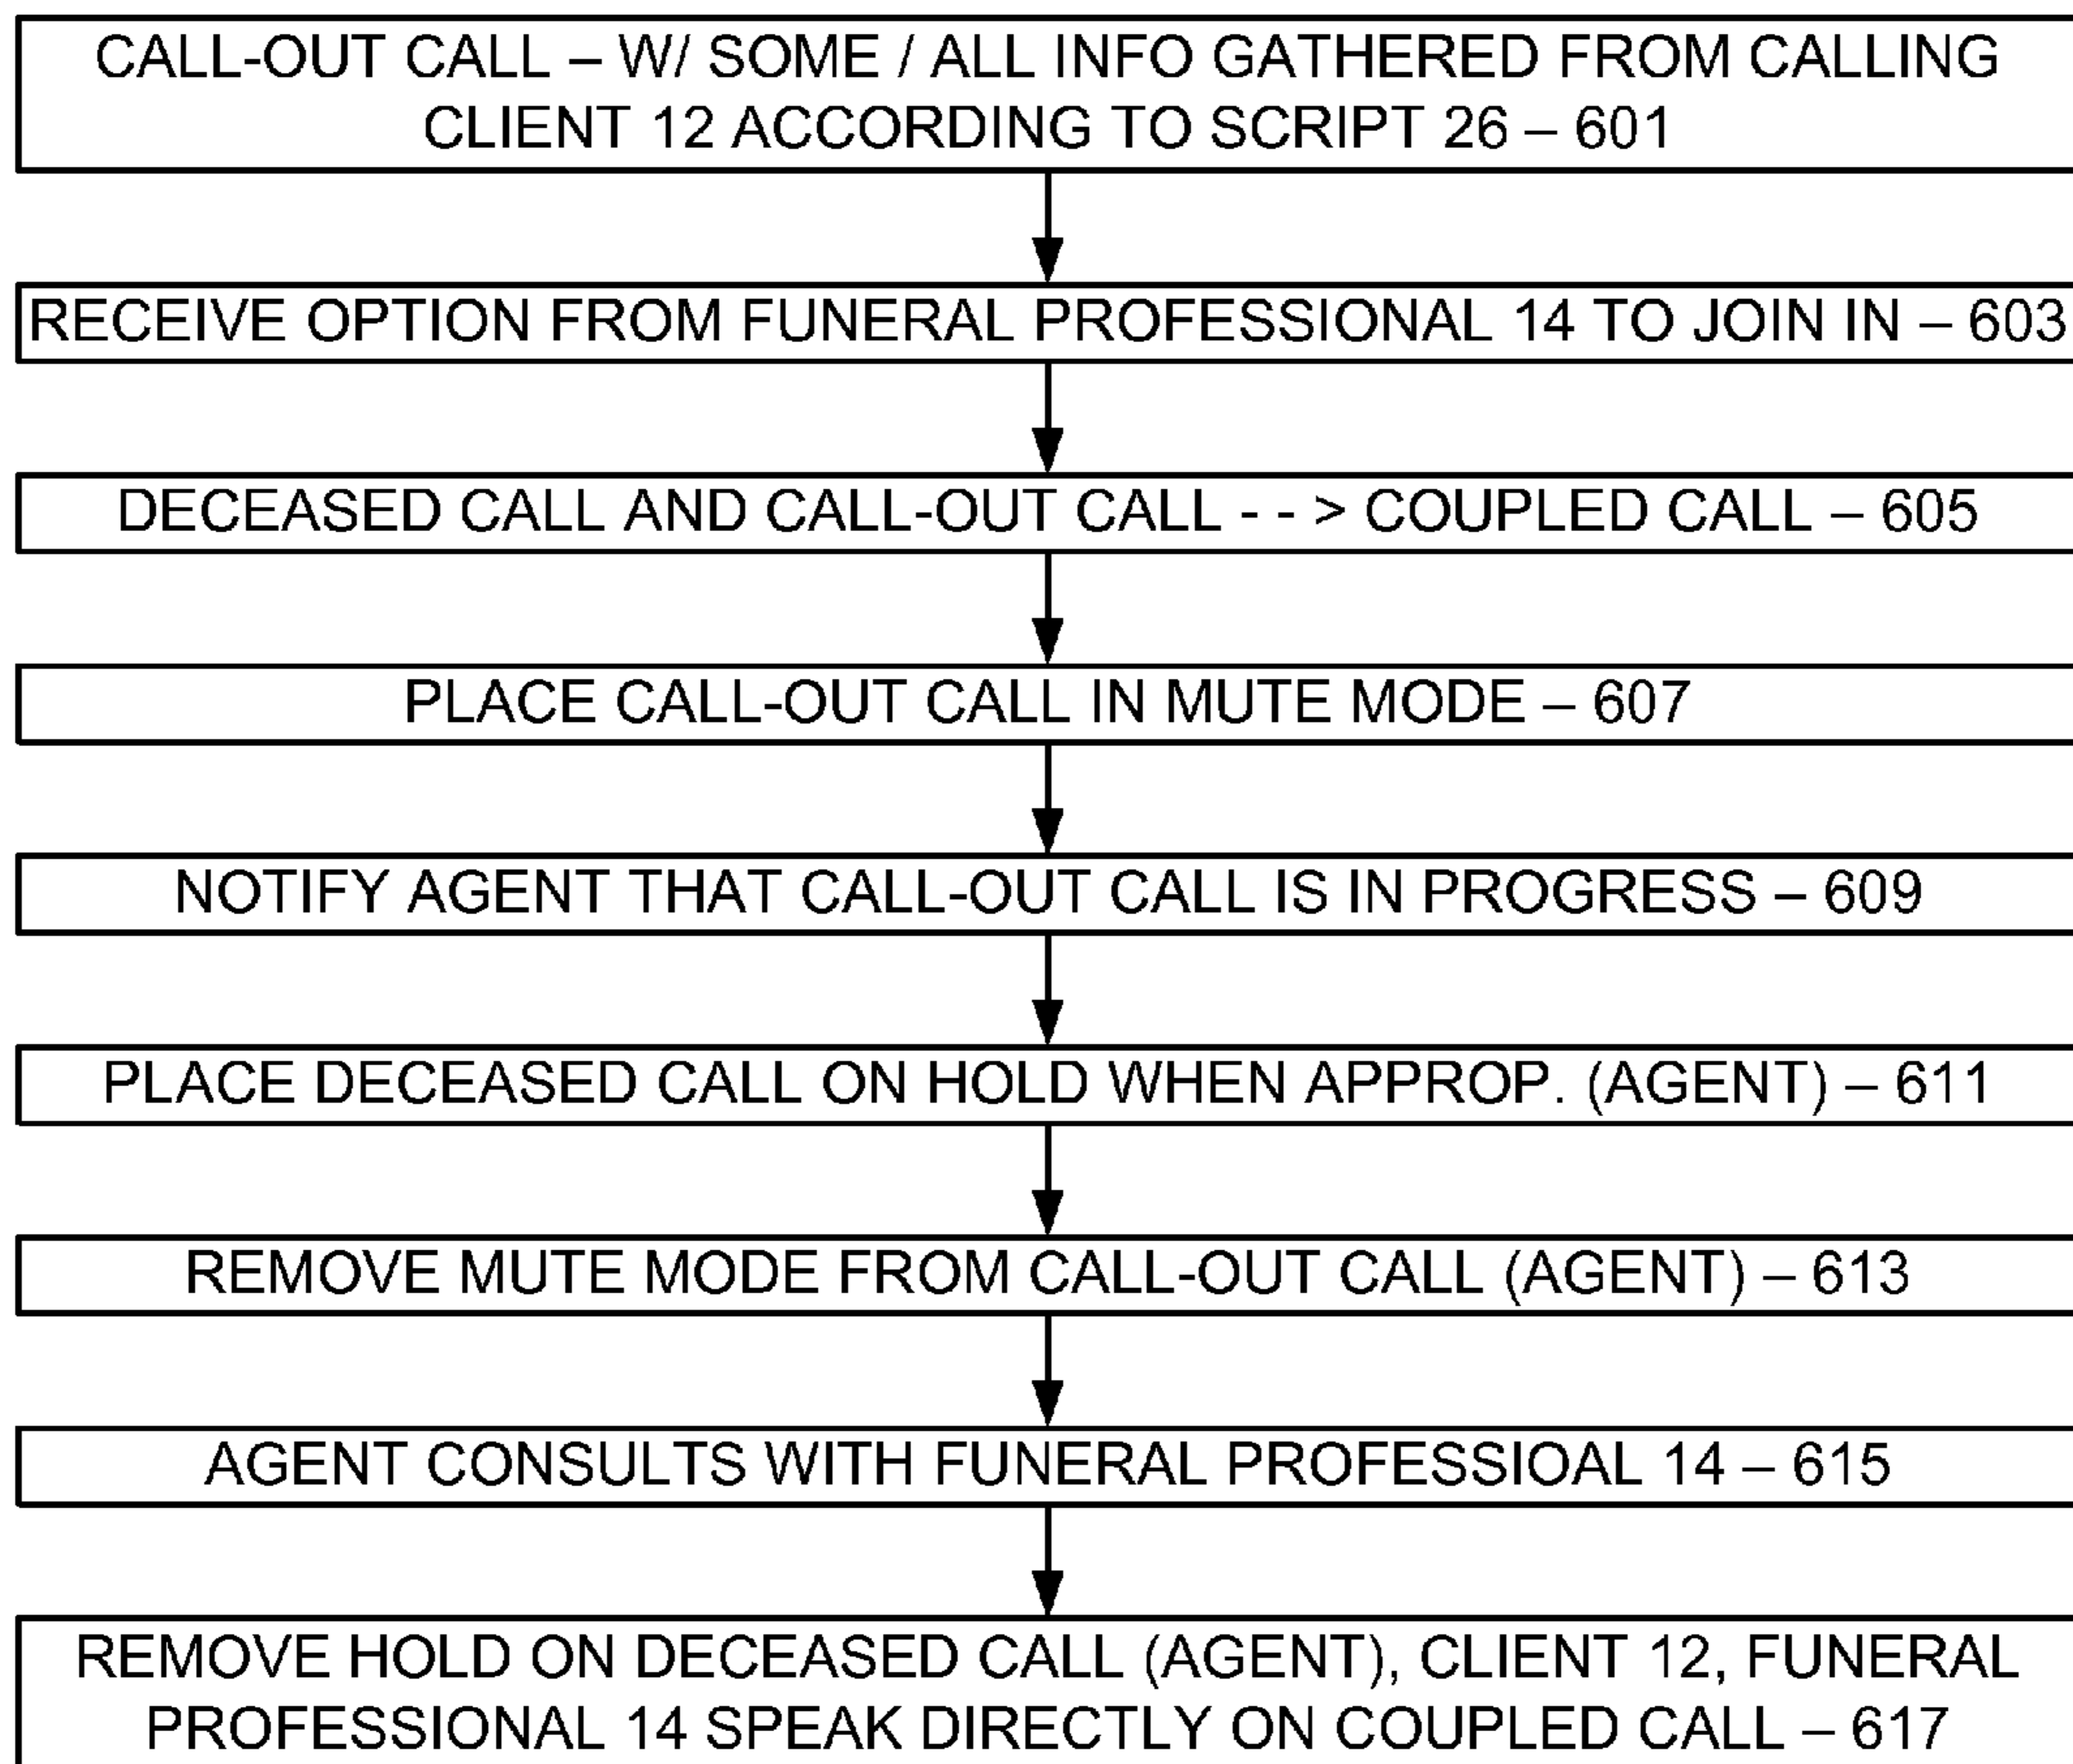 CALL-OUT CALL – W/ SOME / ALL INFO GATHERED FROM CALLING
CLIENT 12 ACCORDING TO SCRIPT 26 – 601
RECEIVE OPTION FROM FUNERAL PROFESSIONAL 14 TO JOIN IN – 603
DECEASED CALL AND CALL-OUT CALL - - > COUPLED CALL – 605
PLACE CALL-OUT CALL IN MUTE MODE – 607
NOTIFY AGENT THAT CALL-OUT CALL IS IN PROGRESS – 609
PLACE DECEASED CALL ON HOLD WHEN APPROP. (AGENT) – 611
REMOVE MUTE MODE FROM CALL-OUT CALL (AGENT) – 613
AGENT CONSULTS WITH FUNERAL PROFESSIOAL 14 – 615
REMOVE HOLD ON DECEASED CALL (AGENT), CLIENT 12, FUNERAL
PROFESSIONAL 14 SPEAK DIRECTLY ON COUPLED CALL – 617